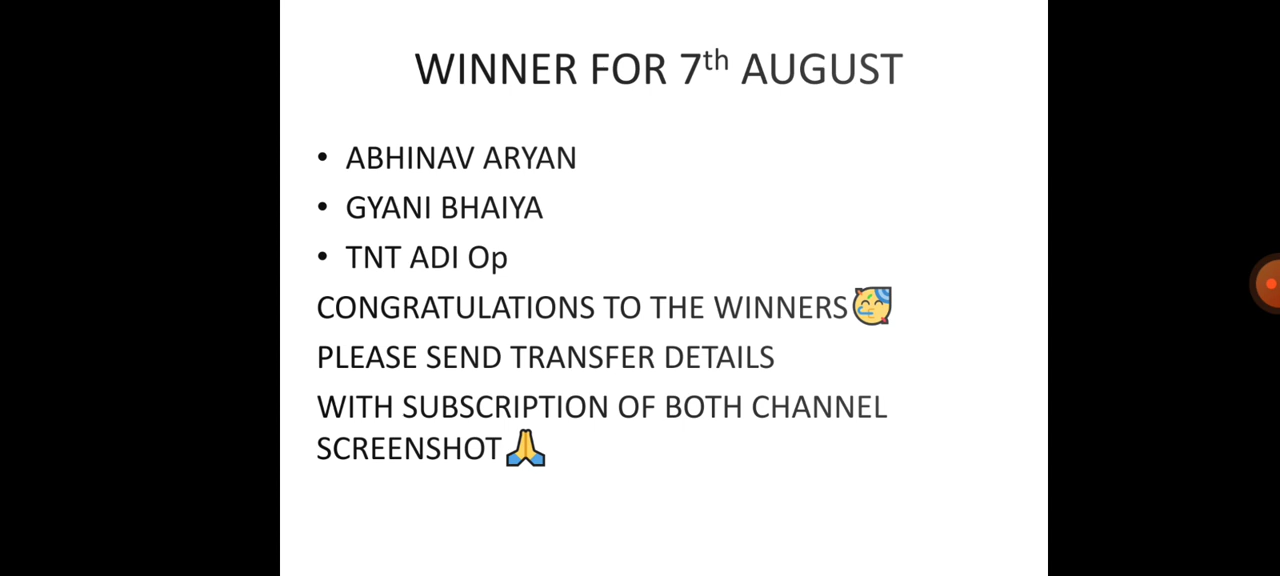 WINNER FOR 7th AUGUST
• ABHINAV ARYAN
• GYANI BHAIYA
• TNT ADI Op
CONGRATULATIONS TO THE WINNERS🥳
PLEASE SEND TRANSFER DETAILS
WITH SUBSCRIPTION OF BOTH CHANNEL
SCREENSHOT🙏